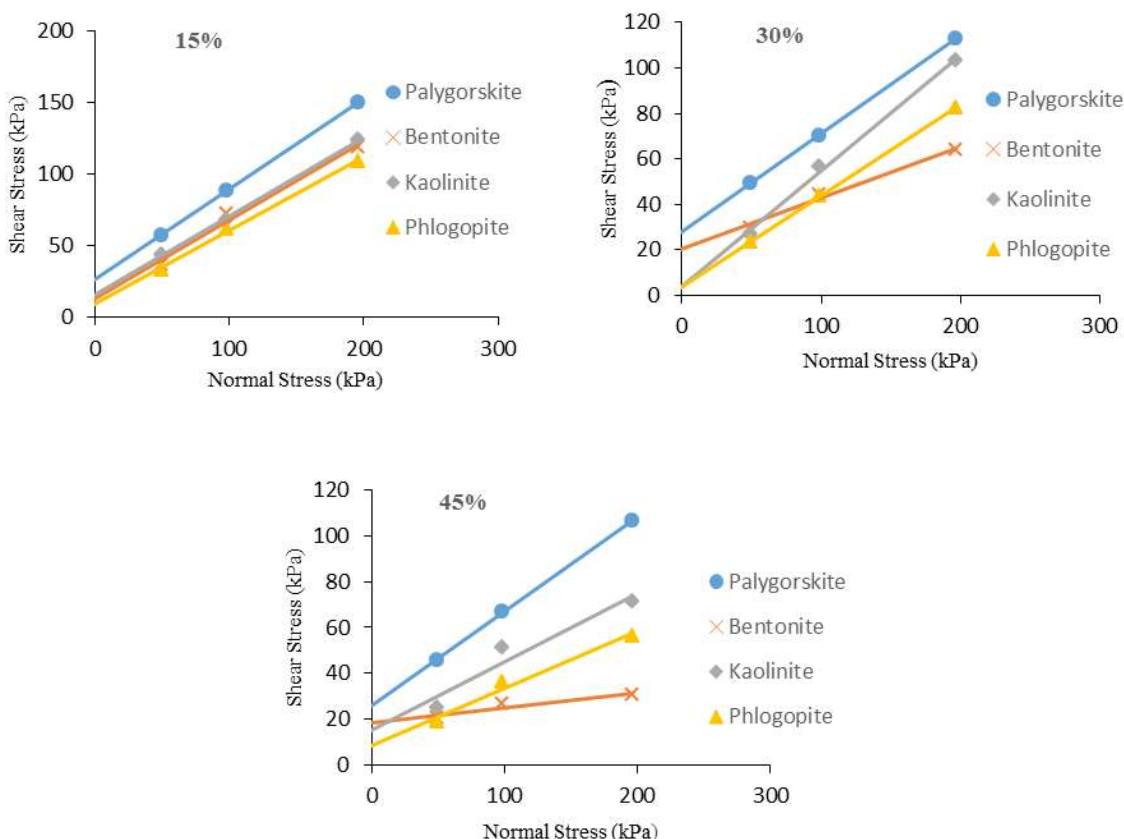 15%
200
150
100
50
0
Shear Stress (kPa)
0 100 200 300
Normal Stress (kPa)
Palygorskite
Bentonite
Kaolinite
Phlogopite
30%
120
100
80
60
40
20
0
Shear Stress (kPa)
0 100 200 300
Normal Stress (kPa)
Palygorskite
Bentonite
Kaolinite
Phlogopite
45%
120
100
80
60
40
20
0
Shear Stress (kPa)
0 100 200 300
Normal Stress (kPa)
Palygorskite
Bentonite
Kaolinite
Phlogopite